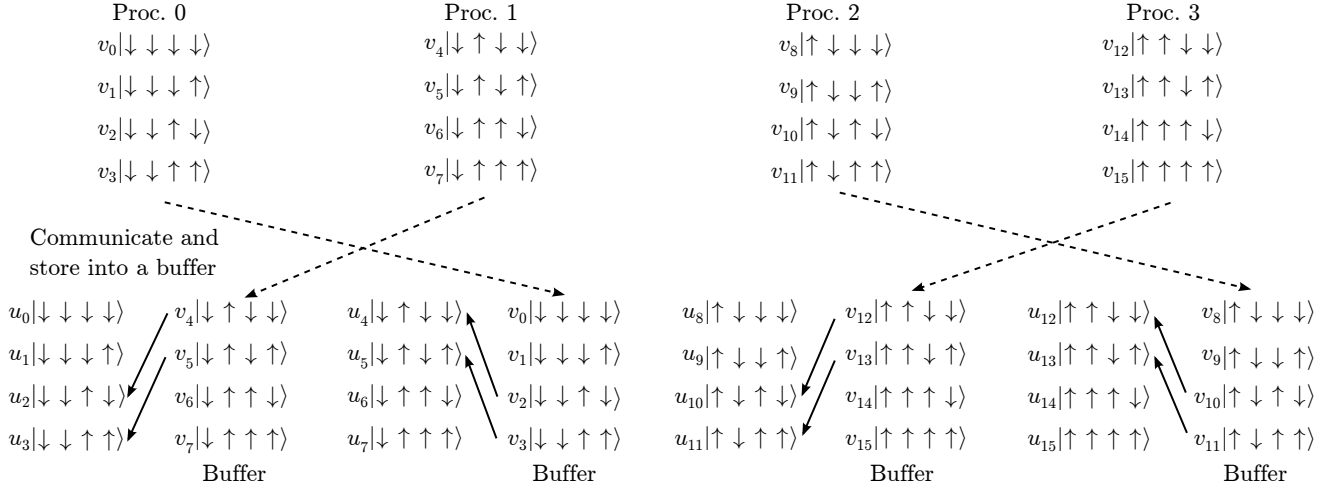 Proc. 0 Proc. 1 Proc. 2 Proc. 3
v₀|↓ ↓ ↓ ↓⟩ v₄|↓ ↑ ↓ ↓⟩ v₈|↑ ↓ ↓ ↓⟩ v₁₂|↑ ↑ ↓ ↓⟩
v₁|↓ ↓ ↓ ↑⟩ v₅|↓ ↑ ↓ ↑⟩ v₉|↑ ↓ ↓ ↑⟩ v₁₃|↑ ↑ ↓ ↑⟩
v₂|↓ ↓ ↑ ↓⟩ v₆|↓ ↑ ↑ ↓⟩ v₁₀|↑ ↓ ↑ ↓⟩ v₁₄|↑ ↑ ↑ ↓⟩
v₃|↓ ↓ ↑ ↑⟩ v₇|↓ ↑ ↑ ↑⟩ v₁₁|↑ ↓ ↑ ↑⟩ v₁₅|↑ ↑ ↑ ↑⟩
Communicate and
store into a buffer
u₀|↓ ↓ ↓ ↓⟩ v₄|↓ ↑ ↓ ↓⟩ u₄|↓ ↑ ↓ ↓⟩ v₀|↓ ↓ ↓ ↓⟩ u₈|↑ ↓ ↓ ↓⟩ v₁₂|↑ ↑ ↓ ↓⟩ u₁₂|↑ ↑ ↓ ↓⟩ v₈|↑ ↓ ↓ ↓⟩
u₁|↓ ↓ ↓ ↑⟩ v₅|↓ ↑ ↓ ↑⟩ u₅|↓ ↑ ↓ ↑⟩ v₁|↓ ↓ ↓ ↑⟩ u₉|↑ ↓ ↓ ↑⟩ v₁₃|↑ ↑ ↓ ↑⟩ u₁₃|↑ ↑ ↓ ↑⟩ v₉|↑ ↓ ↓ ↑⟩
u₂|↓ ↓ ↑ ↓⟩ v₆|↓ ↑ ↑ ↓⟩ u₆|↓ ↑ ↑ ↓⟩ v₂|↓ ↓ ↑ ↓⟩ u₁₀|↑ ↓ ↑ ↓⟩ v₁₄|↑ ↑ ↑ ↓⟩ u₁₄|↑ ↑ ↑ ↓⟩ v₁₀|↑ ↓ ↑ ↓⟩
u₃|↓ ↓ ↑ ↑⟩ v₇|↓ ↑ ↑ ↑⟩ u₇|↓ ↑ ↑ ↑⟩ v₃|↓ ↓ ↑ ↑⟩ u₁₁|↑ ↓ ↑ ↑⟩ v₁₅|↑ ↑ ↑ ↑⟩ u₁₅|↑ ↑ ↑ ↑⟩ v₁₁|↑ ↓ ↑ ↑⟩
Buffer Buffer Buffer Buffer